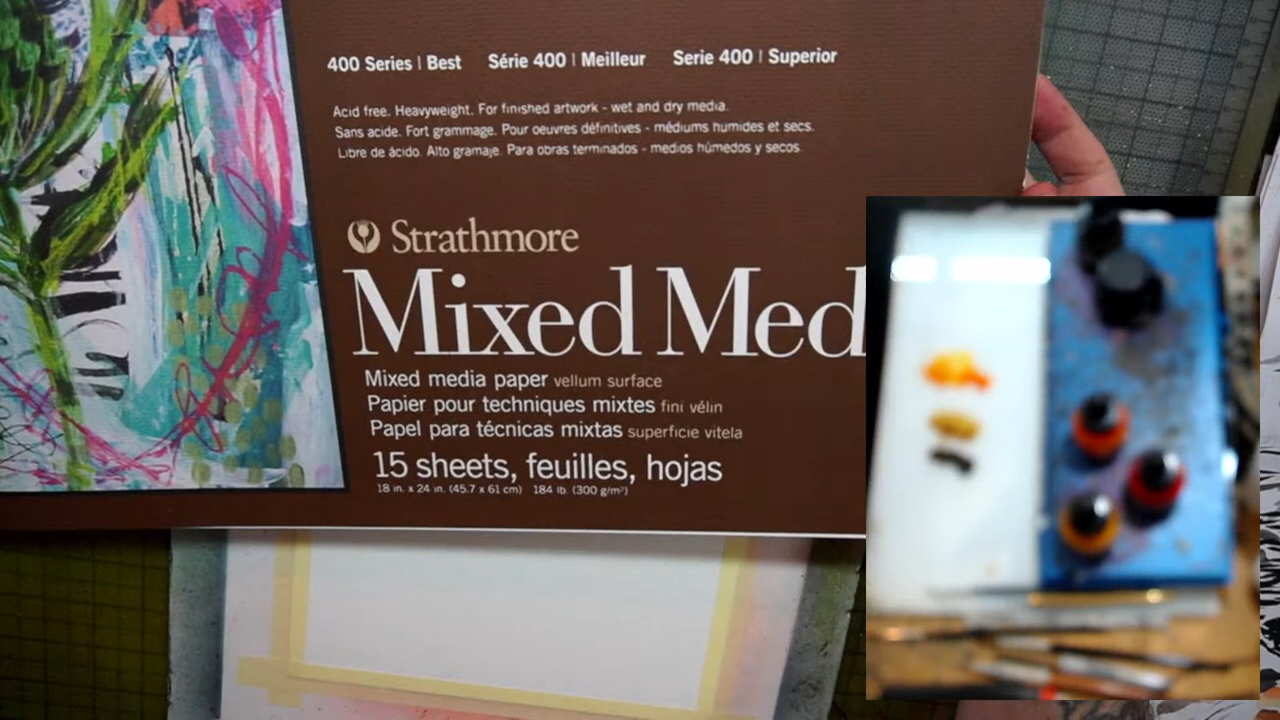 400 Series | Best Série 400 | Meilleur Serie 400 | Superior
Acid free. Heavyweight. For finished artwork - wet and dry media.
Sans acide. Fort grammage. Pour oeuvres définitives - médiums humides et secs.
Libre de ácido. Alto gramaje. Para obras terminados - medios húmedos y secos.
Strathmore
Mixed Med
Mixed media paper vellum surface
Papier pour techniques mixtes fini vélin
Papel para técnicas mixtas superficie vitela
15 sheets, feuilles, hojas
18 in. x 24 in. (45.7 x 61 cm) 184 lb. (300 g/m²)